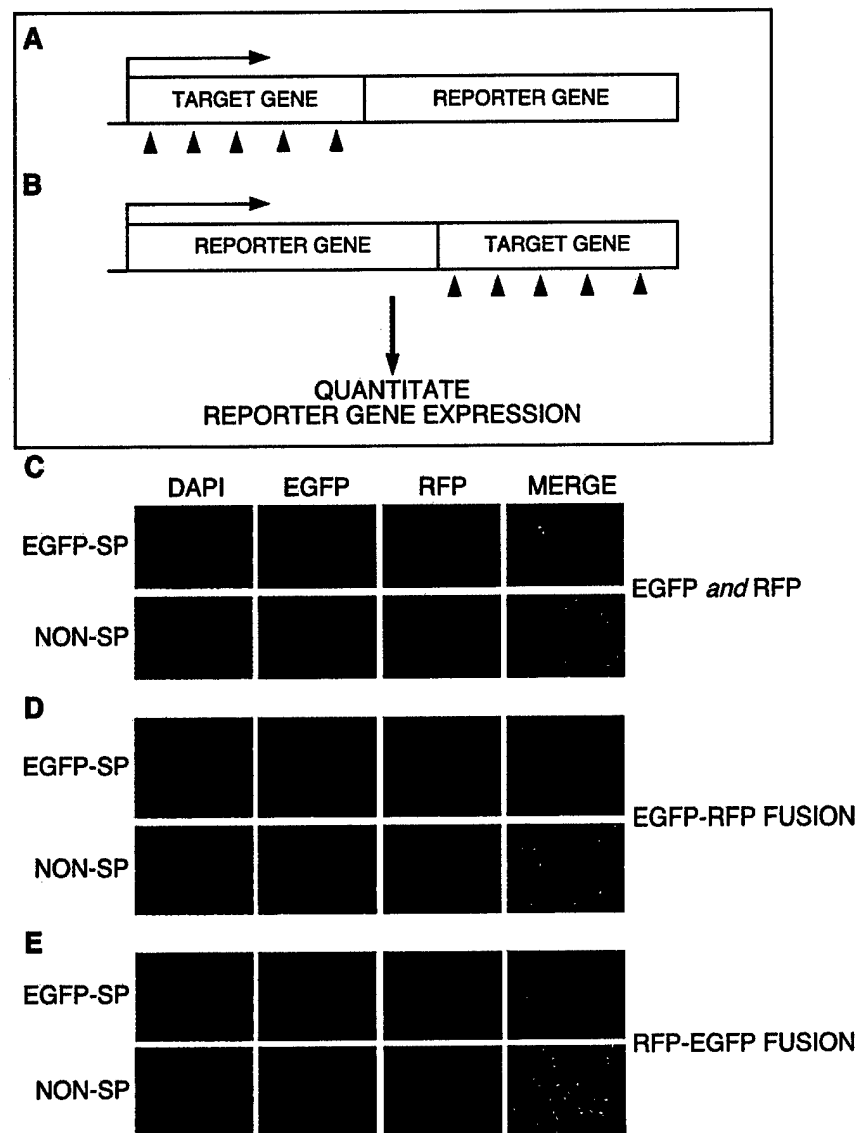 A
TARGET GENE REPORTER GENE
B
REPORTER GENE TARGET GENE
QUANTITATE
REPORTER GENE EXPRESSION
C
DAPI EGFP RFP MERGE
EGFP-SP
EGFP and RFP
NON-SP
D
EGFP-SP
EGFP-RFP FUSION
NON-SP
E
EGFP-SP
RFP-EGFP FUSION
NON-SP